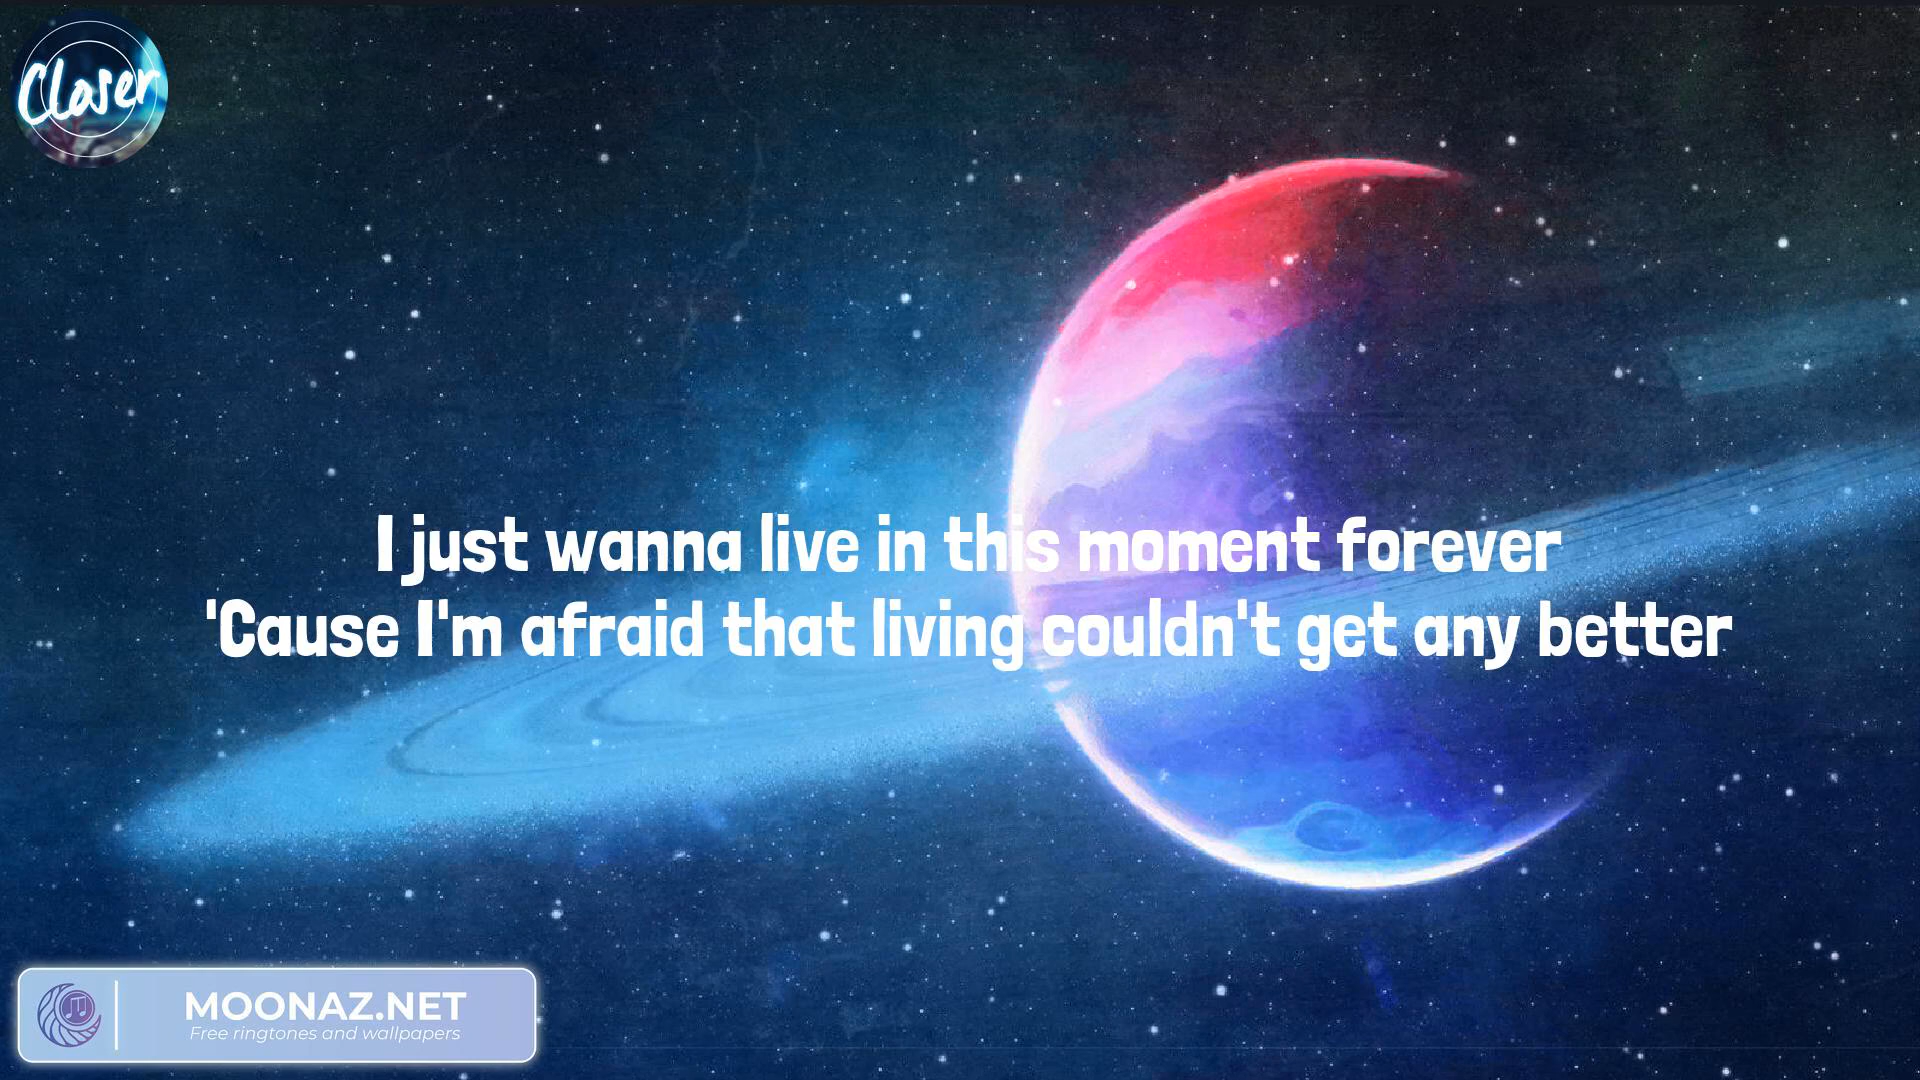 Closer
I just wanna live in this moment forever
'Cause I'm afraid that living couldn't get any better
MOONAZ.NET
Free ringtones and wallpapers